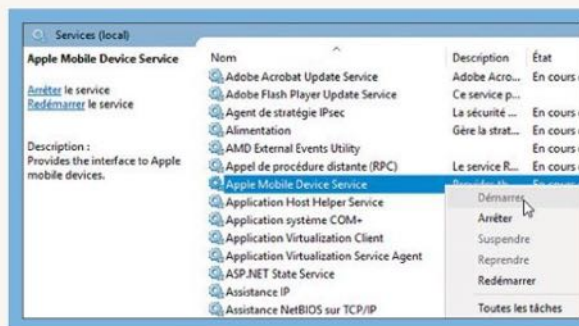 Services (local)
Apple Mobile Device Service
Arrêter le service
Redémarrer le service
Description :
Provides the interface to Apple
mobile devices.
Nom Description État
Adobe Acrobat Update Service Adobe Acro... En cours
Adobe Flash Player Update Service Ce service p...
Agent de stratégie IPsec La sécurité ... En cours
Alimentation Gère la strat... En cours
AMD External Events Utility En cours
Appel de procédure distante (RPC) Le service R... En cours
Apple Mobile Device Service
Application Host Helper Service
Application système COM+
Application Virtualization Client
Application Virtualization Service Agent
ASP.NET State Service
Assistance IP
Assistance NetBIOS sur TCP/IP
Démarrer
Arrêter
Suspendre
Reprendre
Redémarrer
Toutes les tâches